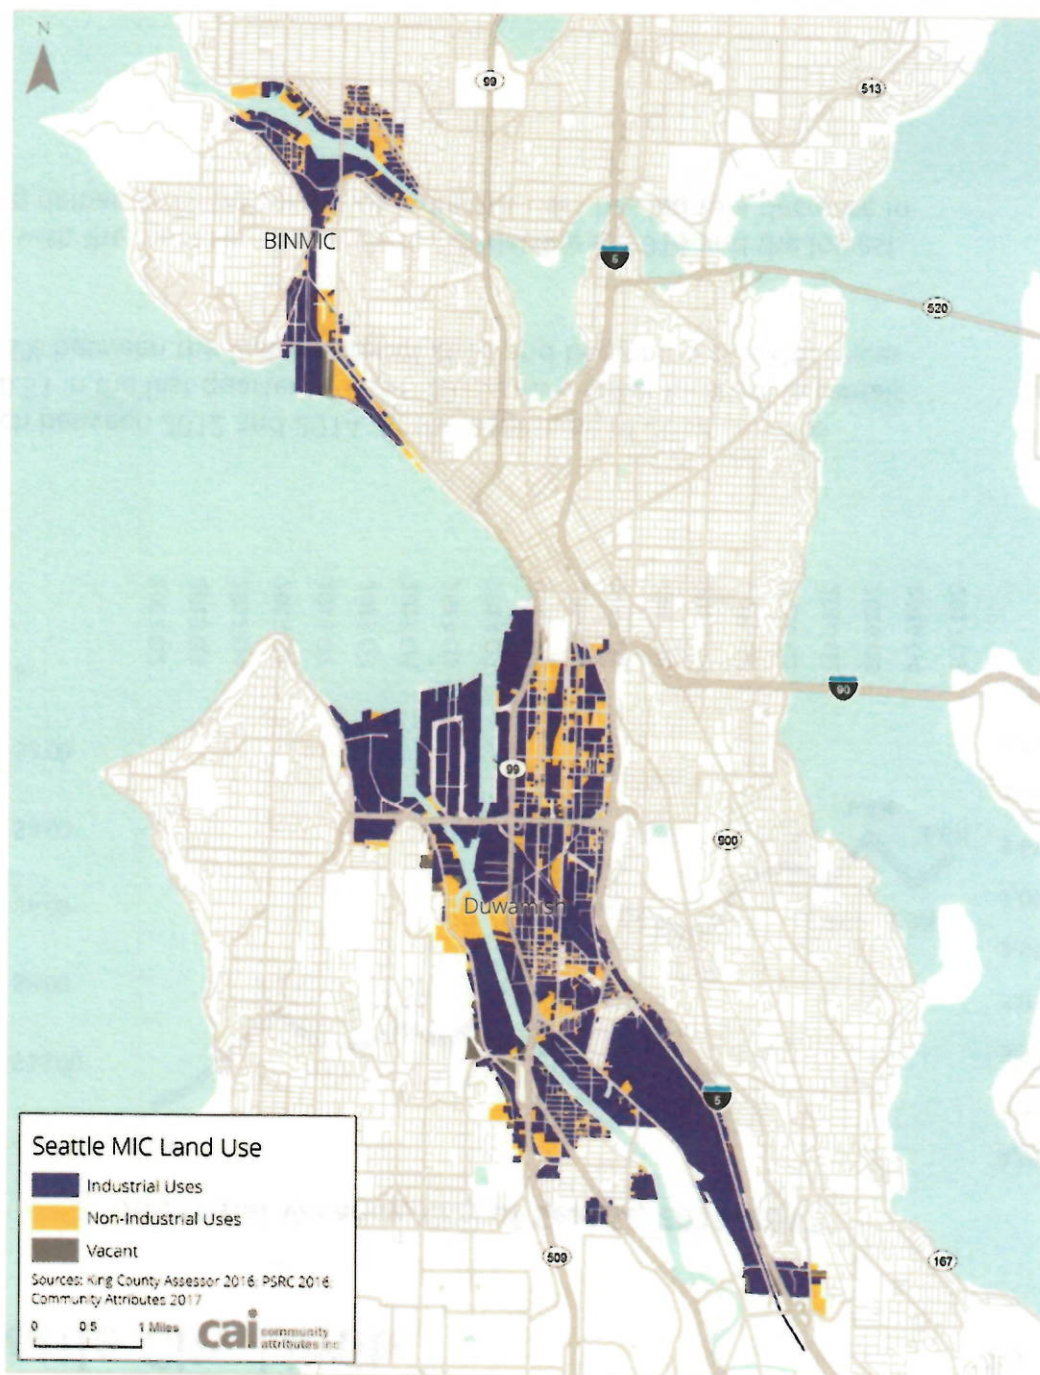 N
99
513
BINMIC
5
520
90
99
900
Duwamish
5
Seattle MIC Land Use
Industrial Uses
Non-Industrial Uses
Vacant
Sources: King County Assessor 2016; PSRC 2016;
Community Attributes 2017
0 0.5 1 Miles
cai community
attributes inc
509
167